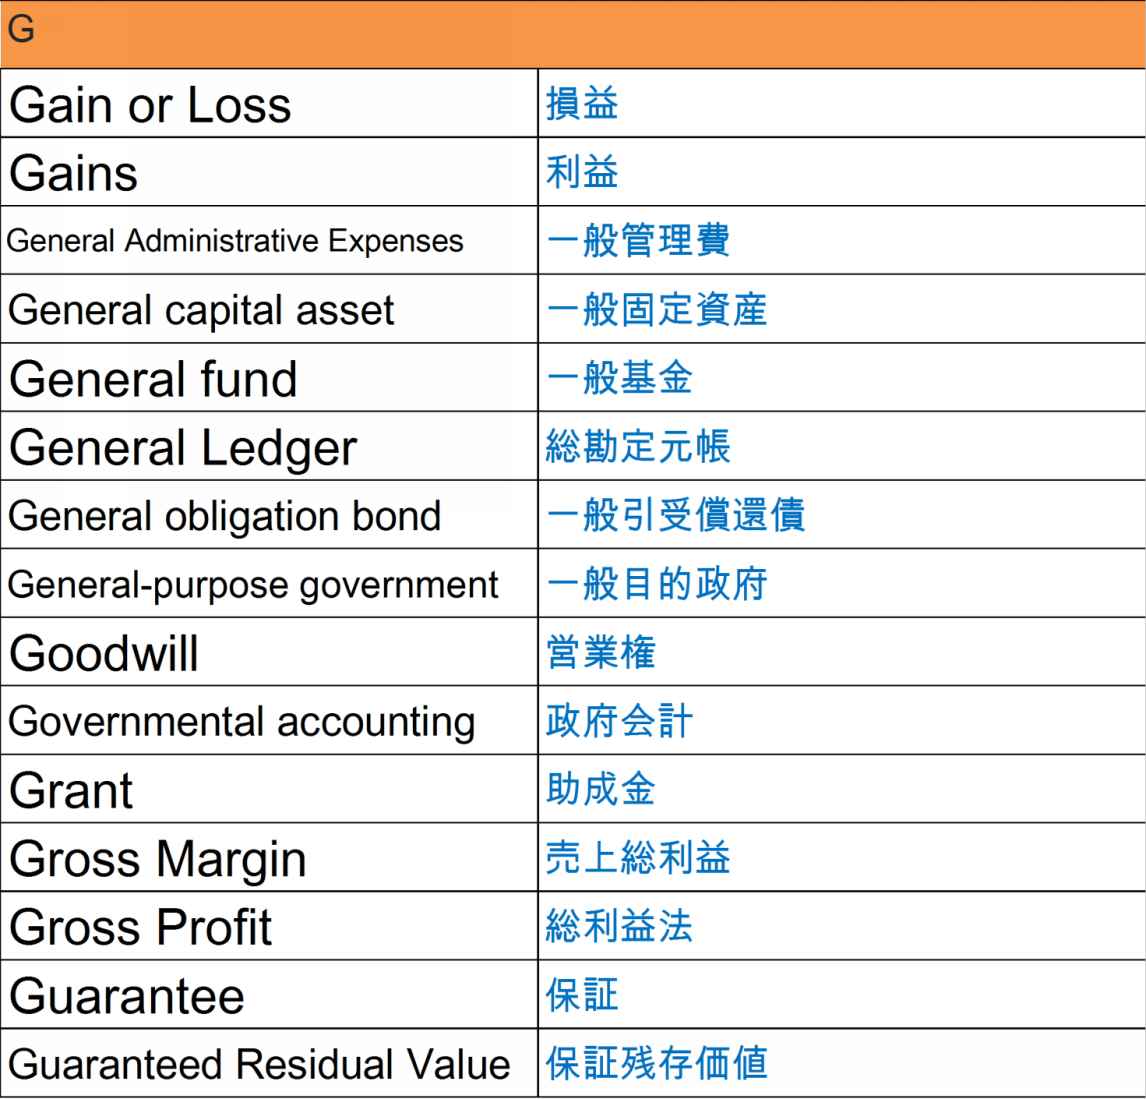 G
Gain or Loss 損益
Gains 利益
General Administrative Expenses 一般管理費
General capital asset 一般固定資産
General fund 一般基金
General Ledger 総勘定元帳
General obligation bond 一般引受償還債
General-purpose government 一般目的政府
Goodwill 営業権
Governmental accounting 政府会計
Grant 助成金
Gross Margin 売上総利益
Gross Profit 総利益法
Guarantee 保証
Guaranteed Residual Value 保証残存価値